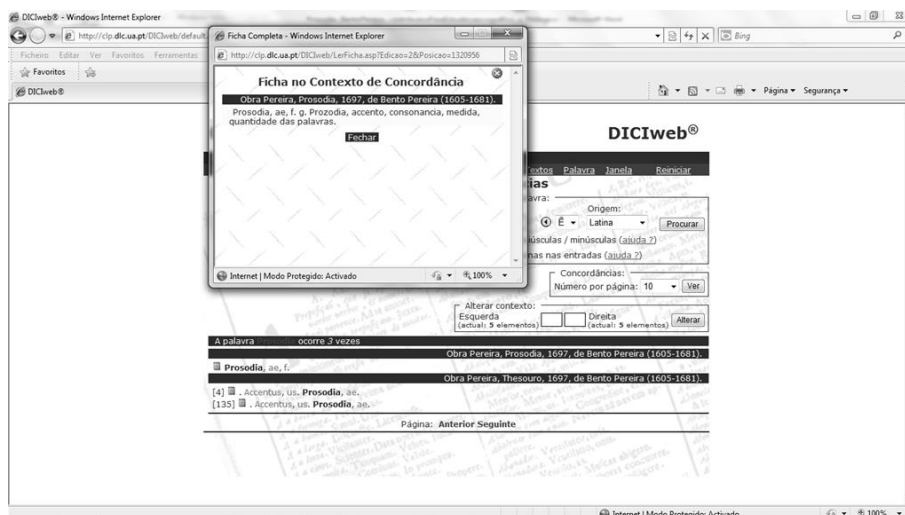 DICIweb® - Windows Internet Explorer
http://clp.dlc.ua.pt/DICIweb/default.
Bing
Ficheiro Editar Ver Favoritos Ferramentas
Favoritos
DICIweb®
Página Segurança
Ficha Completa - Windows Internet Explorer
http://clp.dlc.ua.pt/DICIweb/LerFicha.asp?Edicao=2&Posicao=1320956
Ficha no Contexto de Concordância
Obra Pereira, Prosodia, 1697, de Bento Pereira (1605-1681).
Prosodia, ae, f. g. Prozodia, accento, consonancia, medida,
quantidade das palavras.
Fechar
Internet | Modo Protegido: Activado 100%
DICIweb®
extos Palavra Janela Reiniciar
ias
avra:
Origem:
Ê Latina Procurar
iúsculas / minúsculas (ajuda ?)
nas nas entradas (ajuda ?)
Concordâncias:
Número por página: 10 Ver
Alterar contexto:
Esquerda Direita
(actual: 5 elementos) (actual: 5 elementos) Alterar
A palavra Prosodia ocorre 3 vezes
Obra Pereira, Prosodia, 1697, de Bento Pereira (1605-1681).
Prosodia, ae, f.
Obra Pereira, Thesouro, 1697, de Bento Pereira (1605-1681).
[4] . Accentus, us. Prosodia, ae.
[135] . Accentus, us. Prosodia, ae.
Página: Anterior Seguinte
Internet | Modo Protegido: Activado 100%